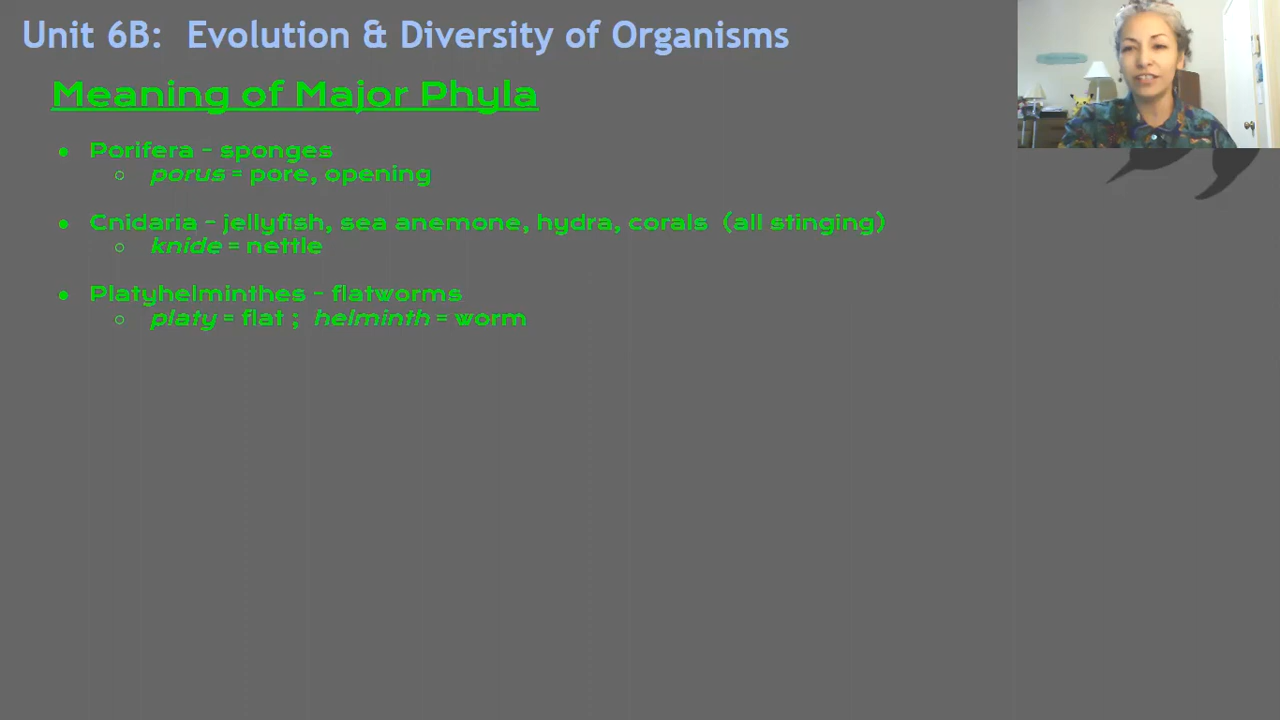 Unit 6B: Evolution & Diversity of Organisms
Meaning of Major Phyla
• Porifera - sponges
○ porus = pore, opening
• Cnidaria - jellyfish, sea anemone, hydra, corals (all stinging)
○ knide = nettle
• Platyhelminthes - flatworms
○ platy = flat ; helminth = worm